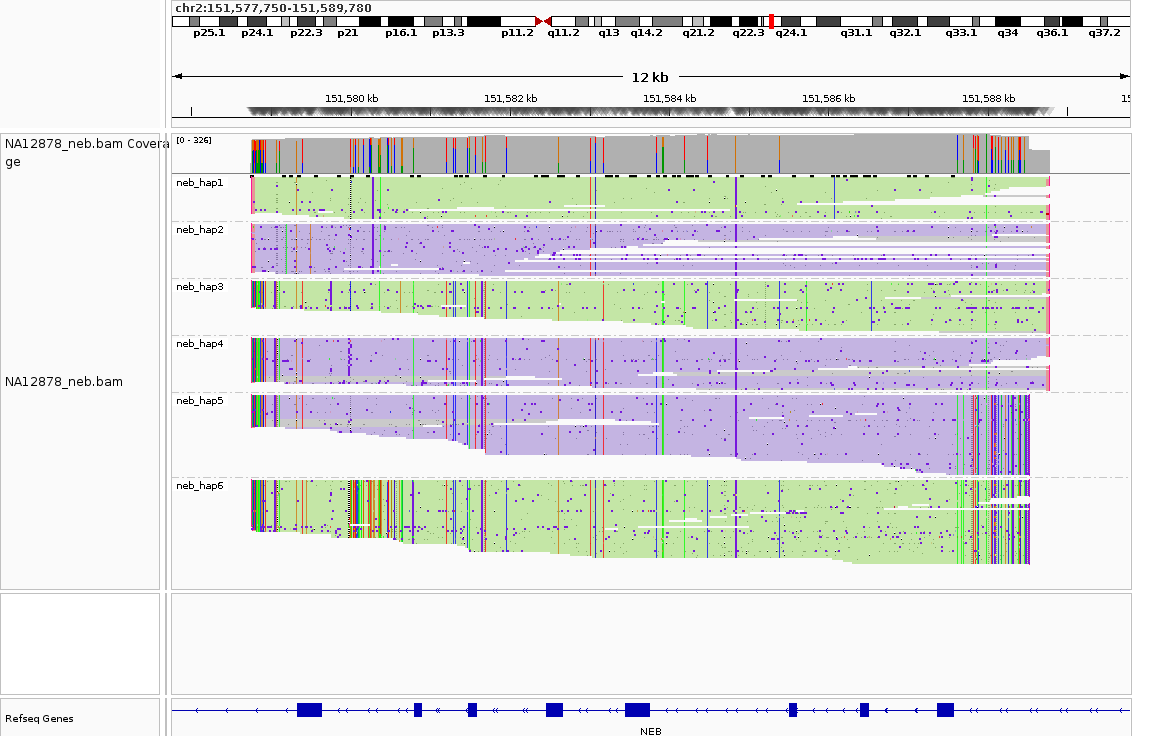 chr2:151,577,750-151,589,780
p25.1 p24.1 p22.3 p21 p16.1 p13.3 p11.2 q11.2 q13 q14.2 q21.2 q22.3 q24.1 q31.1 q32.1 q33.1 q34 q36.1 q37.2
12 kb
151,580 kb 151,582 kb 151,584 kb 151,586 kb 151,588 kb 15
NA12878_neb.bam Covera
ge
[0 - 326]
neb_hap1
neb_hap2
neb_hap3
neb_hap4
NA12878_neb.bam
neb_hap5
neb_hap6
Refseq Genes
NEB